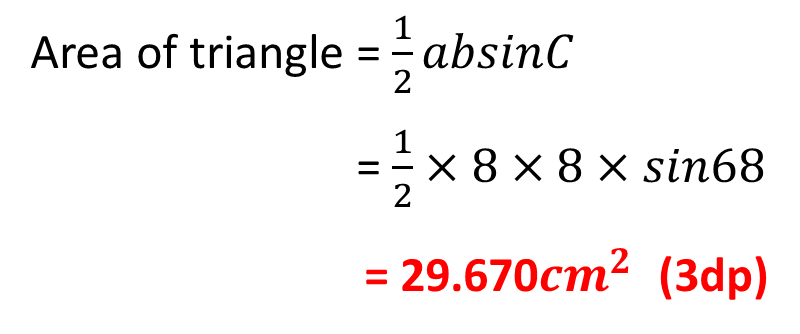 Area of triangle = 1/2 absinC
= 1/2 × 8 × 8 × sin68
= 29.670cm² (3dp)